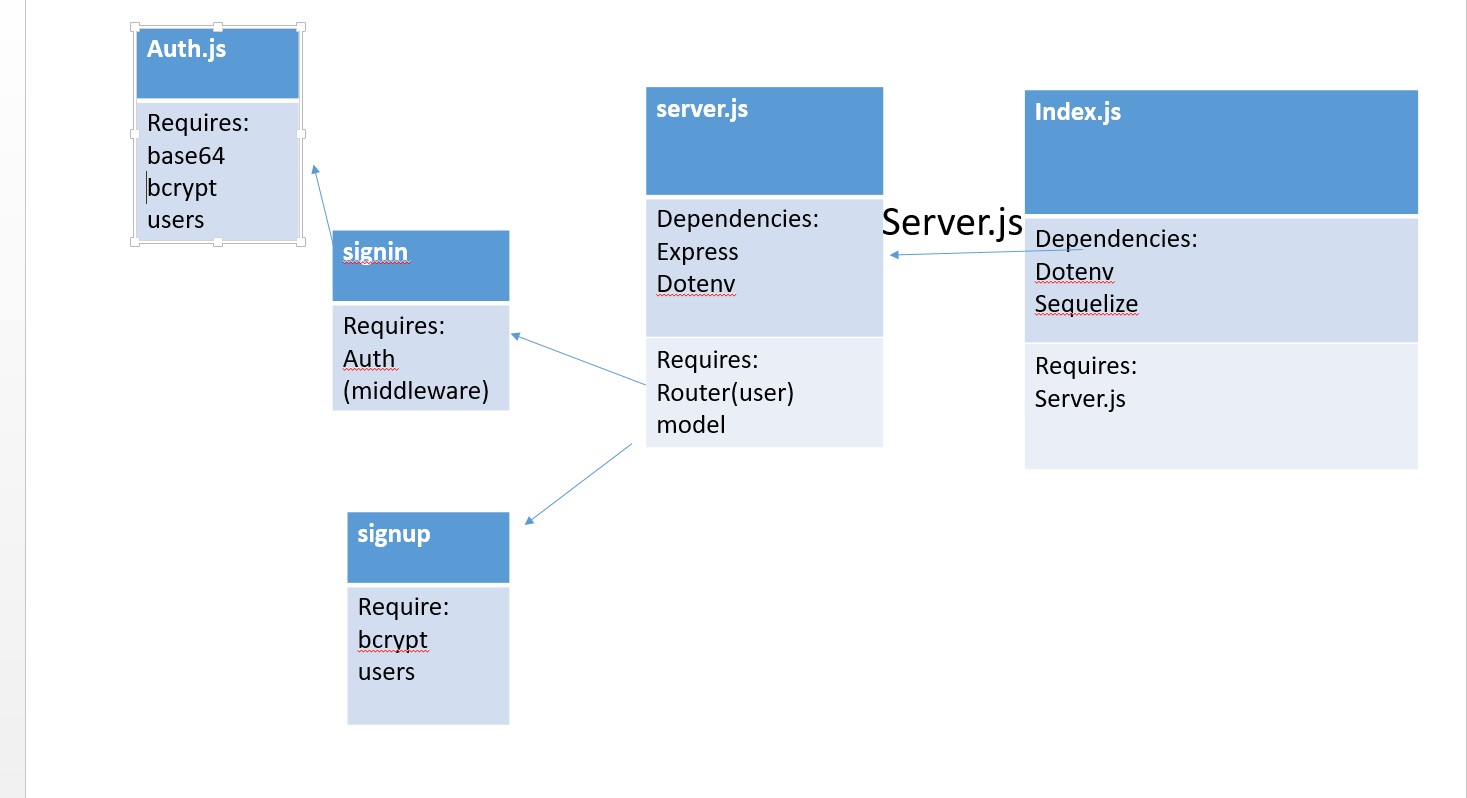 Auth.js
Requires:
base64
bcrypt
users
signin
Requires:
Auth
(middleware)
signup
Require:
bcrypt
users
server.js
Dependencies:
Express
Dotenv
Requires:
Router(user)
model
Server.js
Index.js
Dependencies:
Dotenv
Sequelize
Requires:
Server.js